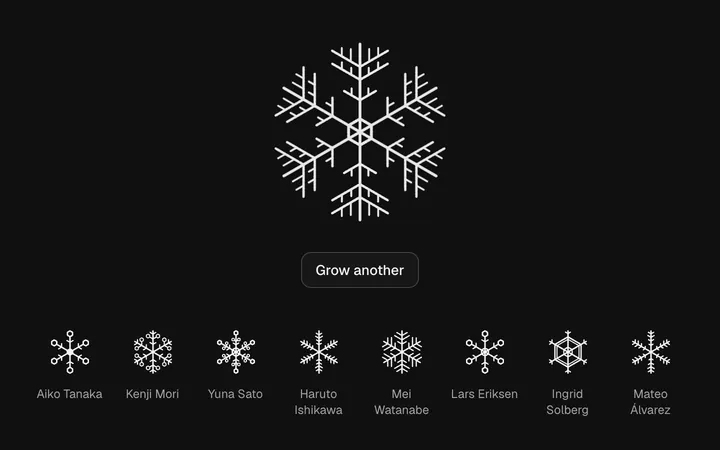 Grow another
Aiko Tanaka
Kenji Mori
Yuna Sato
Haruto
Ishikawa
Mei
Watanabe
Lars Eriksen
Ingrid
Solberg
Mateo
Álvarez